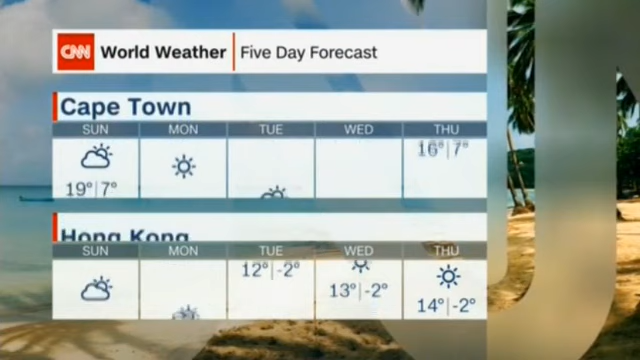 CNN World Weather Five Day Forecast
Cape Town
SUN MON TUE WED THU
16°|7°
19°|7°
Hong Kong
SUN MON TUE WED THU
12°|-2°
13°|-2°
14°|-2°